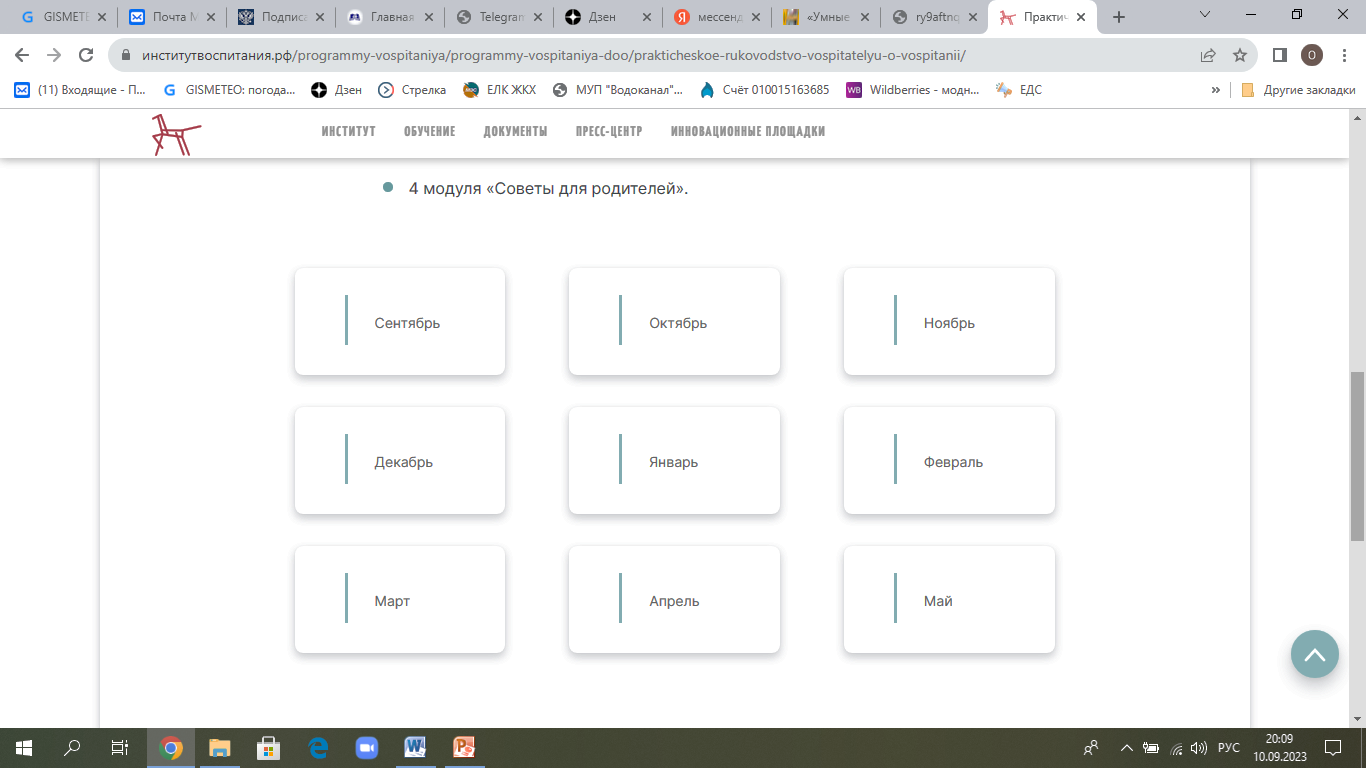 GISMETE
Почта M
Подписа
Главная
Telegram
Дзен
мессенд
«Умные
ry9aftnq
Практич
институтвоспитания.рф/programmy-vospitaniya/programmy-vospitaniya-doo/prakticheskoe-rukovodstvo-vospitatelyu-o-vospitanii/
О
(11) Входящие - П...
GISMETEO: погода...
Дзен
Стрелка
ЕЛК ЖКХ
МУП "Водоканал"...
Счёт 010015163685
WB
Wildberries - модн...
ЕДС
»
Другие закладки
ИНСТИТУТ
ОБУЧЕНИЕ
ДОКУМЕНТЫ
ПРЕСС-ЦЕНТР
ИННОВАЦИОННЫЕ ПЛОЩАДКИ
4 модуля «Советы для родителей».
Сентябрь
Октябрь
Ноябрь
Декабрь
Январь
Февраль
Март
Апрель
Май
РУС
20:09
10.09.2023